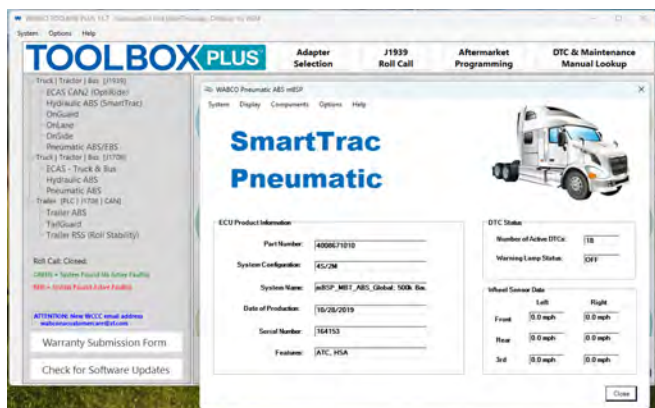 System Options Help
TOOLBOX PLUS
Adapter Selection
J1939 Roll Call
Aftermarket Programming
DTC & Maintenance Manual Lookup
Truck | Tractor | Bus [J1939]
ECAS CAN2 (OptiRide)
Hydraulic ABS (SmartTrac)
OnGuard
OnLane
OnSide
Pneumatic ABS/EBS
Truck | Tractor | Bus [J1708]
ECAS - Truck & Bus
Hydraulic ABS
Pneumatic ABS
Trailer [PLC | J1708 | CAN]
Trailer ABS
TailGuard
Trailer RSS (Roll Stability)
Roll Call: Closed.
GREEN = System Found No Active Fault(s)
RED = System Found Active Fault(s)
ATTENTION: New WCCC email address
Warranty Submission Form
Check for Software Updates
WABCO Pneumatic ABS mBSP
System Display Components Options Help
SmartTrac
Pneumatic
ECU Product Information
Part Number: 4008671010
System Configuration: 4S/2M
System Name: mBSP_MBT_ABS_Global; 500k Bau
Date of Production: 10/28/2019
Serial Number: 164153
Features: ATC, HSA
DTC Status
Number of Active DTCs: 18
Warning Lamp Status: OFF
Wheel Sensor Data
Left Right
Front 0.0 mph 0.0 mph
Rear 0.0 mph 0.0 mph
3rd 0.0 mph 0.0 mph
Close